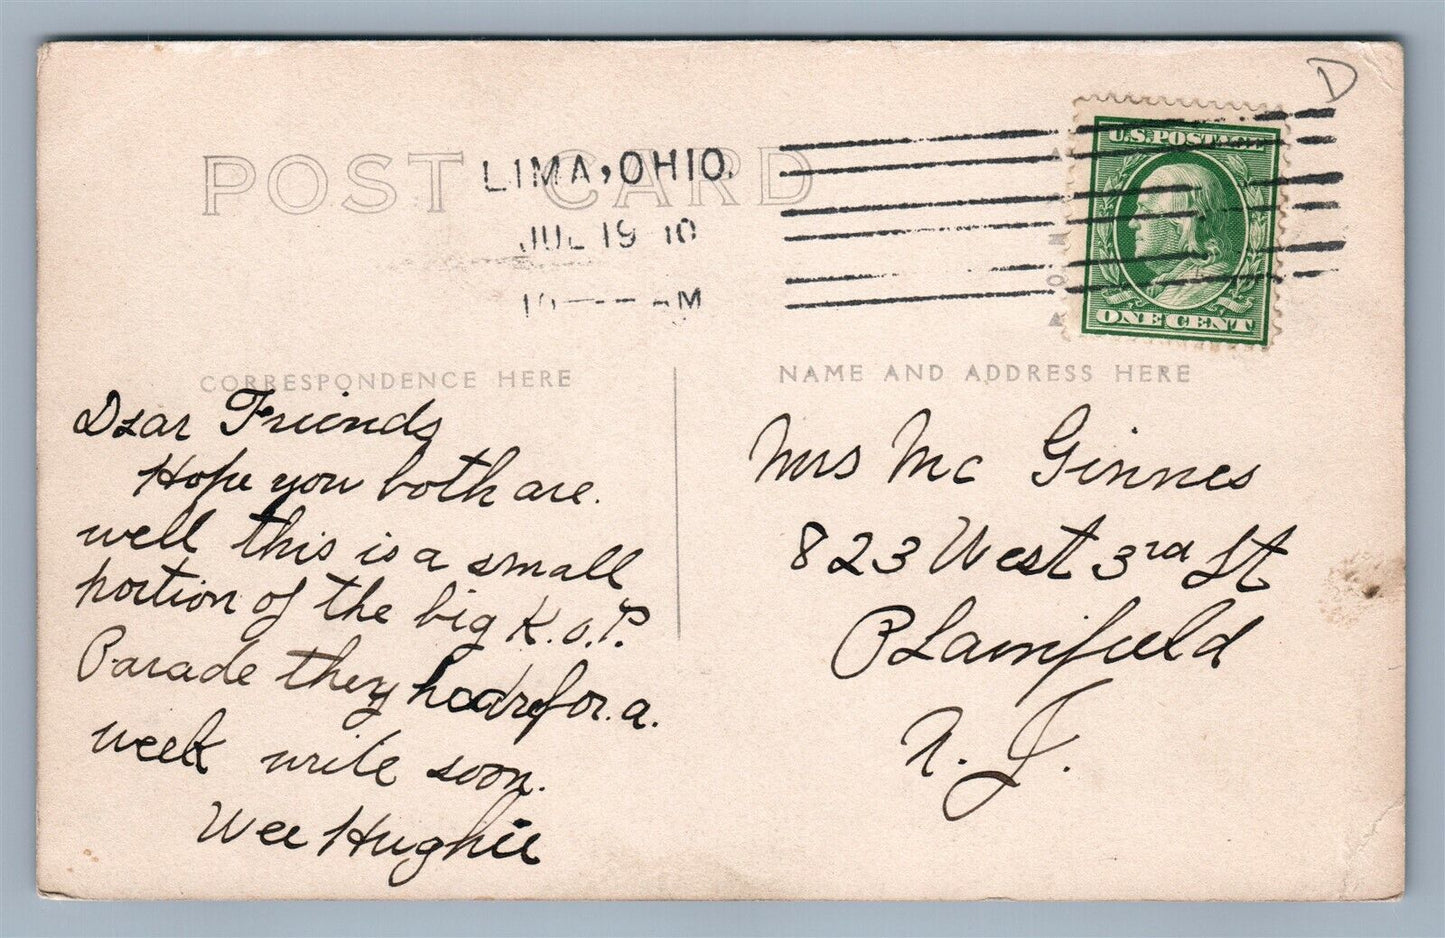 D
POST CARD
LIMA, OHIO.
JUL 19 10
AM
U.S. POSTAGE
ONE CENT
CORRESPONDENCE HERE
Dear Friends
Hope you both are.
well this is a small
portion of the big K.O.P.
Parade they had for. a.
week write soon.
Wee Hughie
NAME AND ADDRESS HERE
Mrs Mc Ginnes
823 West 3rd St
Plainfield
N. J.